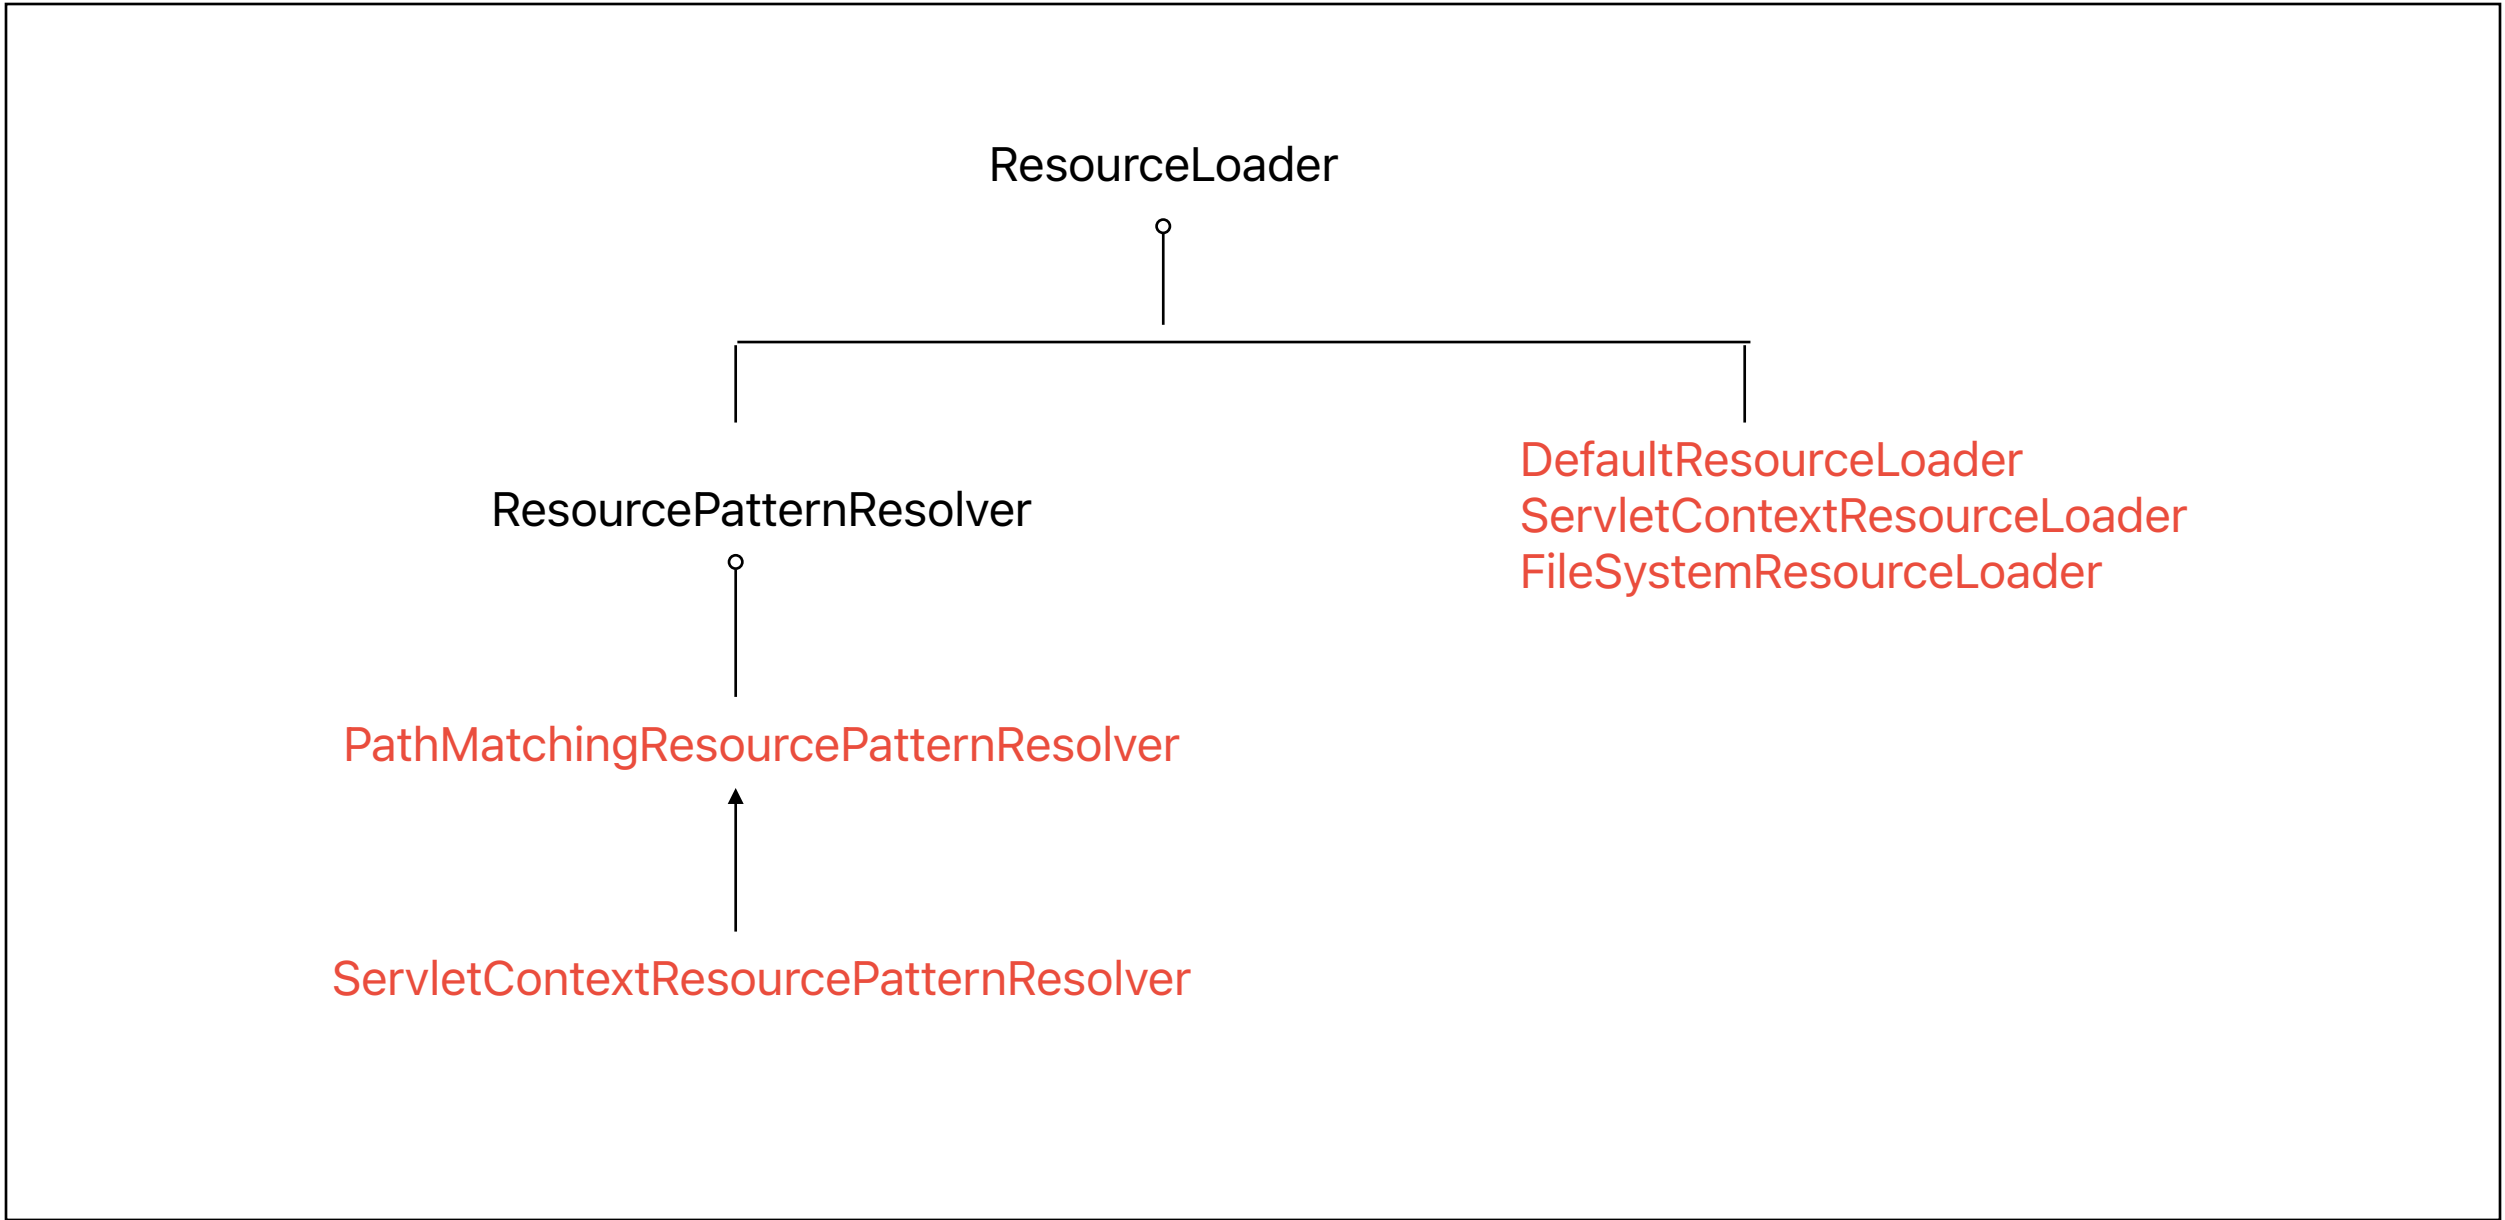 ResourceLoader
ResourcePatternResolver
DefaultResourceLoader
ServletContextResourceLoader
FileSystemResourceLoader
PathMatchingResourcePatternResolver
ServletContextResourcePatternResolver